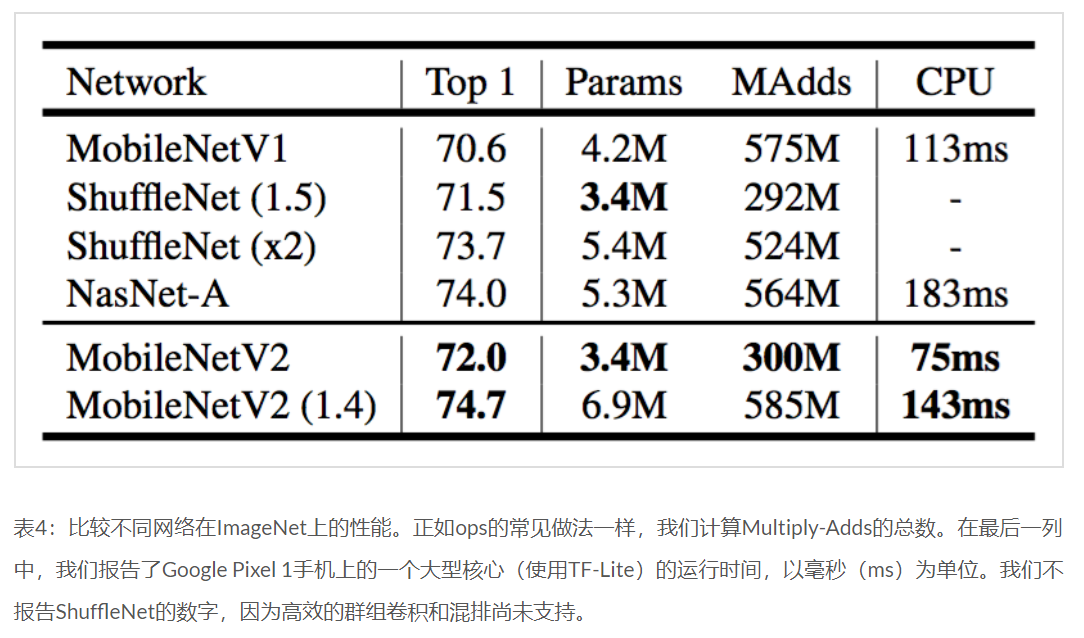 Network Top 1 Params MAdds CPU
MobileNetV1 70.6 4.2M 575M 113ms
ShuffleNet (1.5) 71.5 3.4M 292M -
ShuffleNet (x2) 73.7 5.4M 524M -
NasNet-A 74.0 5.3M 564M 183ms
MobileNetV2 72.0 3.4M 300M 75ms
MobileNetV2 (1.4) 74.7 6.9M 585M 143ms
表4：比较不同网络在ImageNet上的性能。正如ops的常见做法一样，我们计算Multiply-Adds的总数。在最后一列
中，我们报告了Google Pixel 1手机上的一个大型核心（使用TF-Lite）的运行时间，以毫秒（ms）为单位。我们不
报告ShuffleNet的数字，因为高效的群组卷积和混排尚未支持。